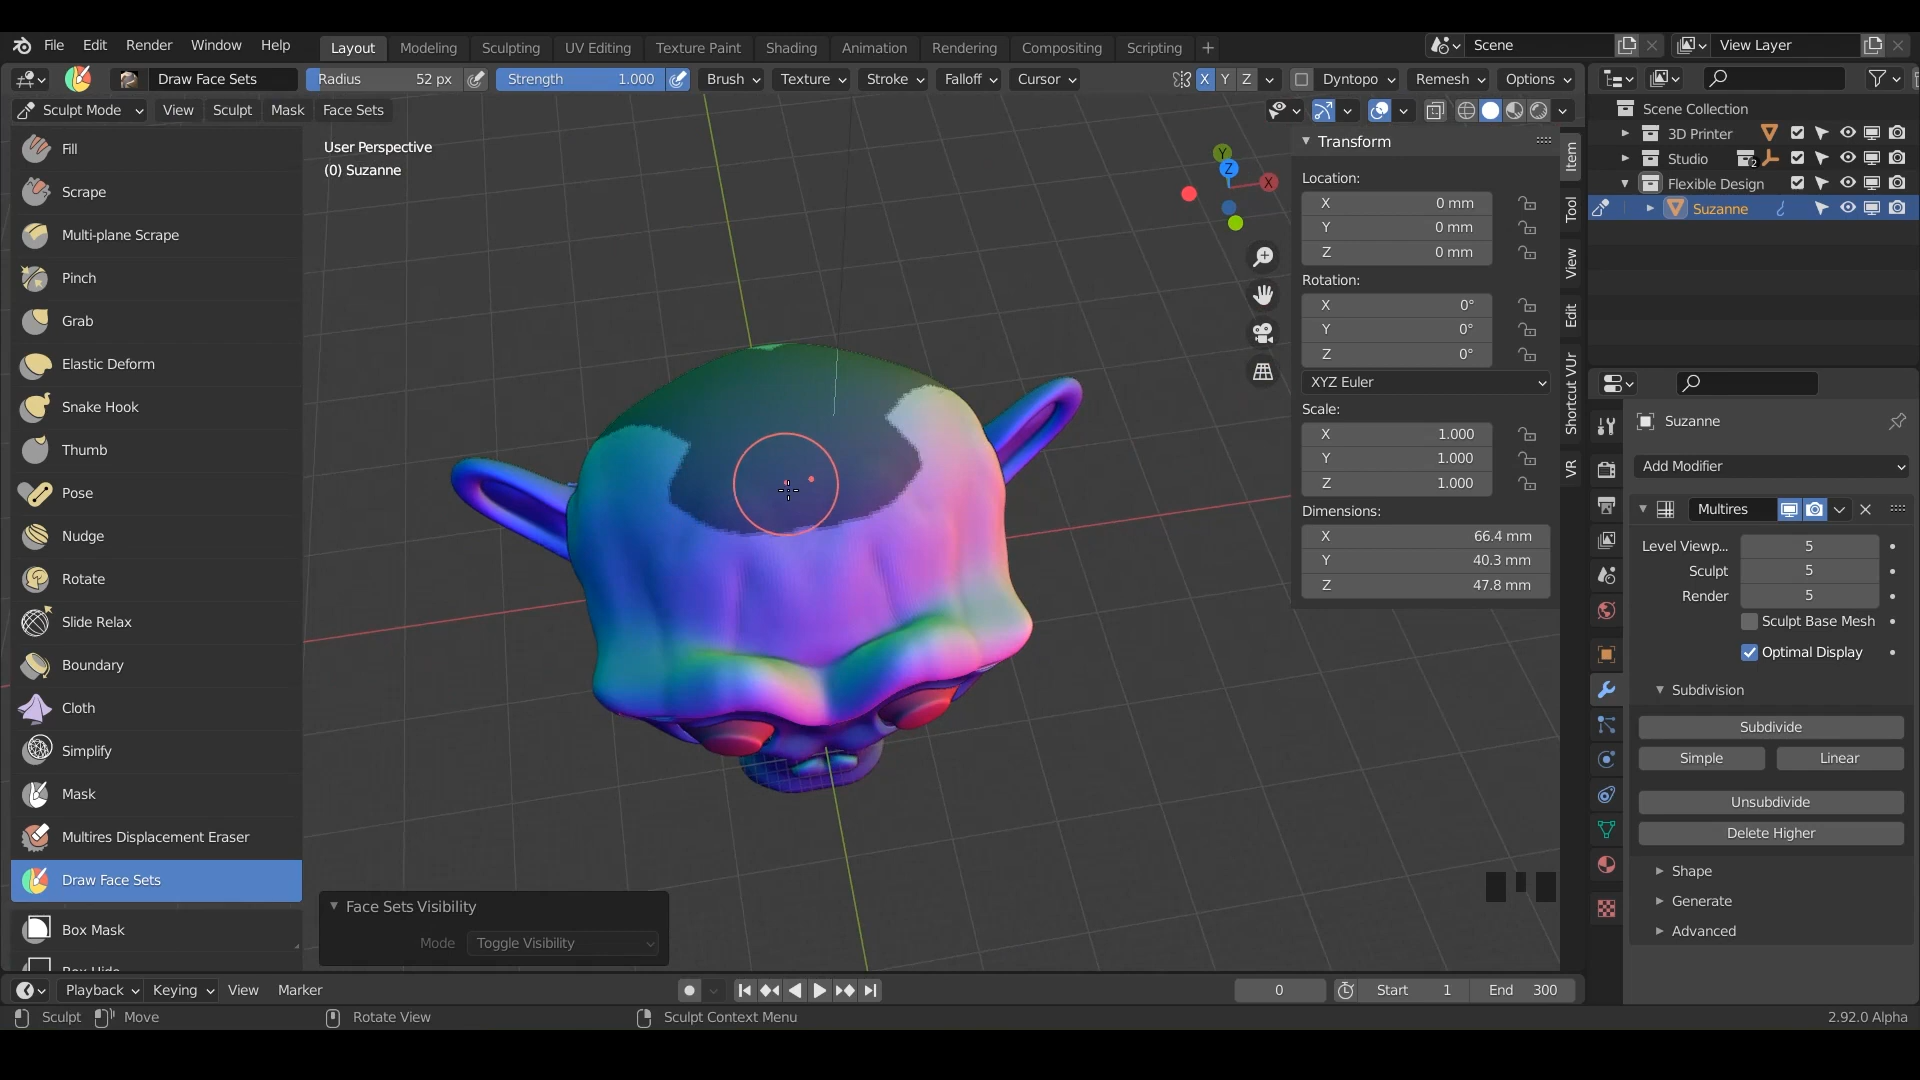 File Edit Render Window Help
Layout Modeling Sculpting UV Editing Texture Paint Shading Animation Rendering Compositing Scripting +
Scene
View Layer
Draw Face Sets
Radius 52 px
Strength 1.000
Brush Texture Stroke Falloff Cursor
X Y Z
Dyntopo Remesh Options
Sculpt Mode View Sculpt Mask Face Sets
User Perspective
(0) Suzanne
Fill
Scrape
Multi-plane Scrape
Pinch
Grab
Elastic Deform
Snake Hook
Thumb
Pose
Nudge
Rotate
Slide Relax
Boundary
Cloth
Simplify
Mask
Multires Displacement Eraser
Draw Face Sets
Box Mask
Box Hide
Face Sets Visibility
Mode Toggle Visibility
Y
Z
X
Transform
Location:
X 0 mm
Y 0 mm
Z 0 mm
Rotation:
X 0°
Y 0°
Z 0°
XYZ Euler
Scale:
X 1.000
Y 1.000
Z 1.000
Dimensions:
X 66.4 mm
Y 40.3 mm
Z 47.8 mm
Item
Tool
View
Edit
Shortcut VUr
VR
Scene Collection
3D Printer
Studio 2
Flexible Design
Suzanne
Suzanne
Add Modifier
Multires
Level Viewp... 5
Sculpt 5
Render 5
Sculpt Base Mesh
Optimal Display
Subdivision
Subdivide
Simple Linear
Unsubdivide
Delete Higher
Shape
Generate
Advanced
Playback Keying View Marker
0 Start 1 End 300
Sculpt Move Rotate View Sculpt Context Menu 2.92.0 Alpha